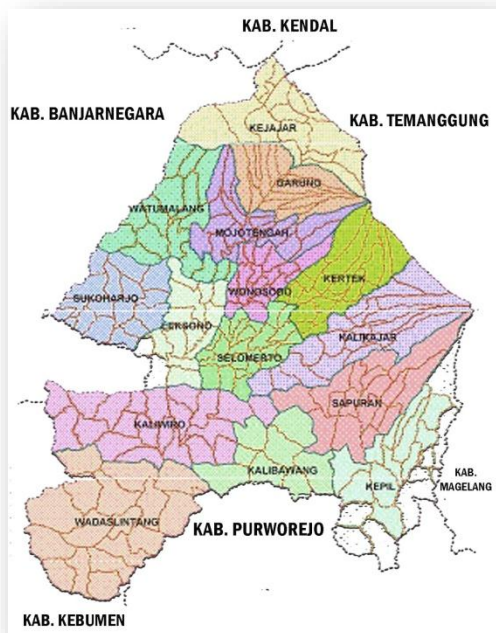 KAB. KENDAL
KAB. BANJARNEGARA
KAB. TEMANGGUNG
KEJAJAR
GARUNG
WATUMALANG
MOJOTENGAH
SUKOHARJO
WONOSOBO
KERTEK
LEKSONO
SELOMERTO
KALIKAJAR
SAPURAN
KALIWIRO
KALIBAWANG
KEPIL
KAB.
MAGELANG
WADASLINTANG
KAB. PURWOREJO
KAB. KEBUMEN